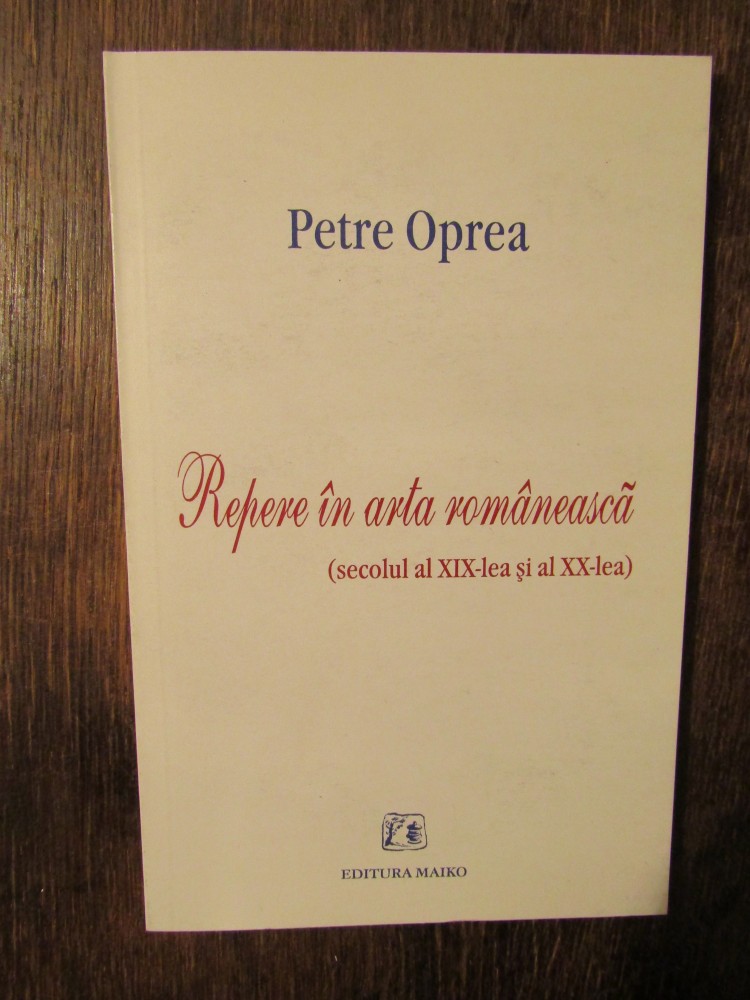 Petre Oprea
Repere în arta românească
(secolul al XIX-lea şi al XX-lea)
EDITURA MAIKO